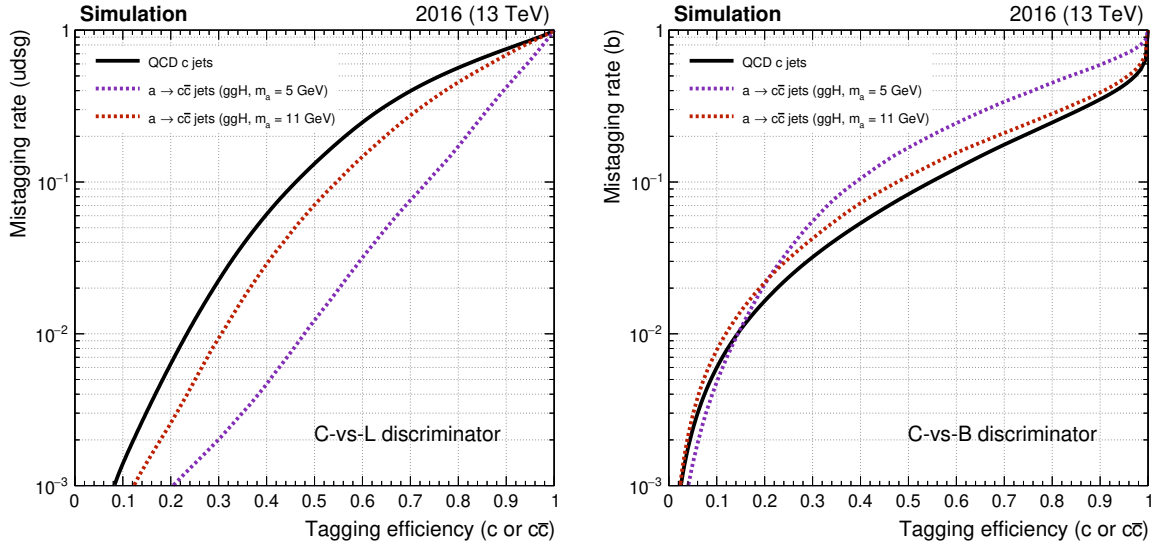 Simulation 2016 (13 TeV)
Mistagging rate (udsg)
1
10⁻¹
10⁻²
10⁻³
QCD c jets
a → cc̅ jets (ggH, mₐ = 5 GeV)
a → cc̅ jets (ggH, mₐ = 11 GeV)
C-vs-L discriminator
0 0.1 0.2 0.3 0.4 0.5 0.6 0.7 0.8 0.9 1
Tagging efficiency (c or cc̅)
Simulation 2016 (13 TeV)
Mistagging rate (b)
1
10⁻¹
10⁻²
10⁻³
QCD c jets
a → cc̅ jets (ggH, mₐ = 5 GeV)
a → cc̅ jets (ggH, mₐ = 11 GeV)
C-vs-B discriminator
0 0.1 0.2 0.3 0.4 0.5 0.6 0.7 0.8 0.9 1
Tagging efficiency (c or cc̅)